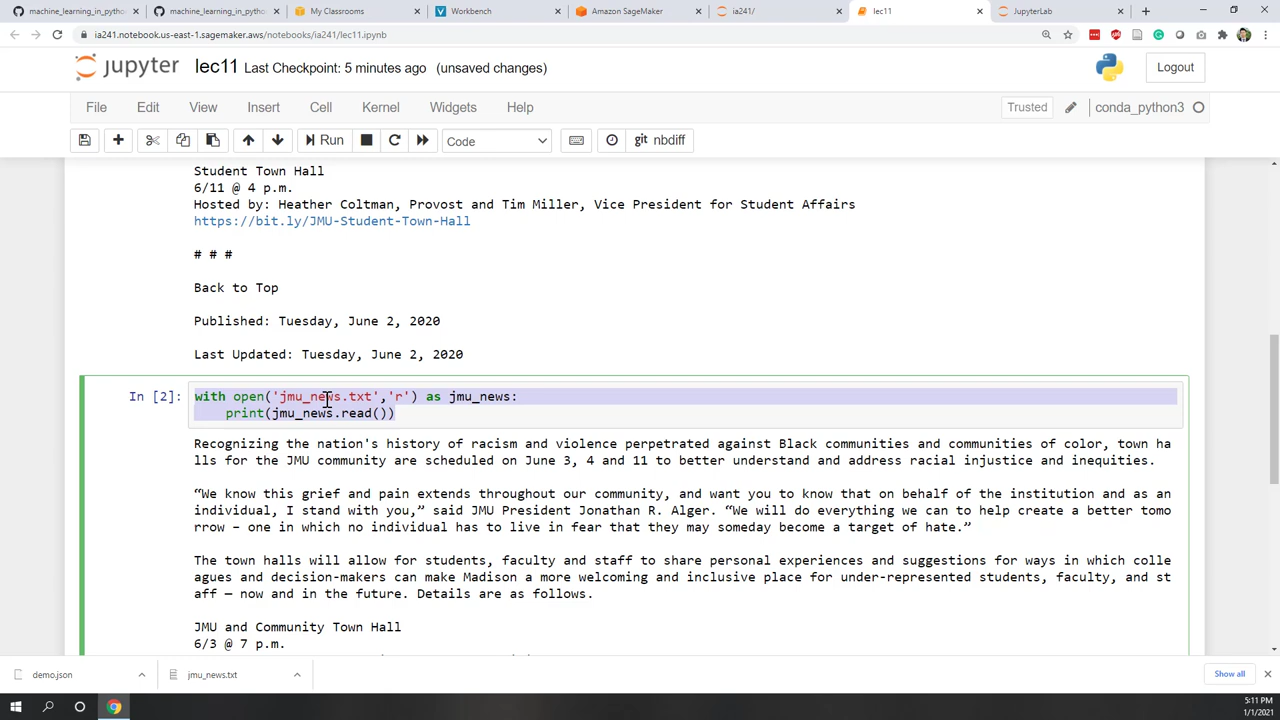 machine_learning_in_pytho
machine_learning_in_pytho
My Classrooms
Workbench
Amazon SageMaker
ia241/
lec11
JupyterLab
ia241.notebook.us-east-1.sagemaker.aws/notebooks/ia241/lec11.ipynb
jupyter lec11 Last Checkpoint: 5 minutes ago (unsaved changes)
Logout
File Edit View Insert Cell Kernel Widgets Help
Trusted conda_python3
Run Code git nbdiff
Student Town Hall
6/11 @ 4 p.m.
Hosted by: Heather Coltman, Provost and Tim Miller, Vice President for Student Affairs
https://bit.ly/JMU-Student-Town-Hall
# # #
Back to Top
Published: Tuesday, June 2, 2020
Last Updated: Tuesday, June 2, 2020
In [2]: with open('jmu_news.txt','r') as jmu_news:
print(jmu_news.read())
Recognizing the nation's history of racism and violence perpetrated against Black communities and communities of color, town ha
lls for the JMU community are scheduled on June 3, 4 and 11 to better understand and address racial injustice and inequities.
“We know this grief and pain extends throughout our community, and want you to know that on behalf of the institution and as an
individual, I stand with you,” said JMU President Jonathan R. Alger. “We will do everything we can to help create a better tomo
rrow – one in which no individual has to live in fear that they may someday become a target of hate.”
The town halls will allow for students, faculty and staff to share personal experiences and suggestions for ways in which colle
agues and decision-makers can make Madison a more welcoming and inclusive place for under-represented students, faculty, and st
aff — now and in the future. Details are as follows.
JMU and Community Town Hall
6/3 @ 7 p.m.
demo.json
jmu_news.txt
Show all
5:11 PM
1/1/2021